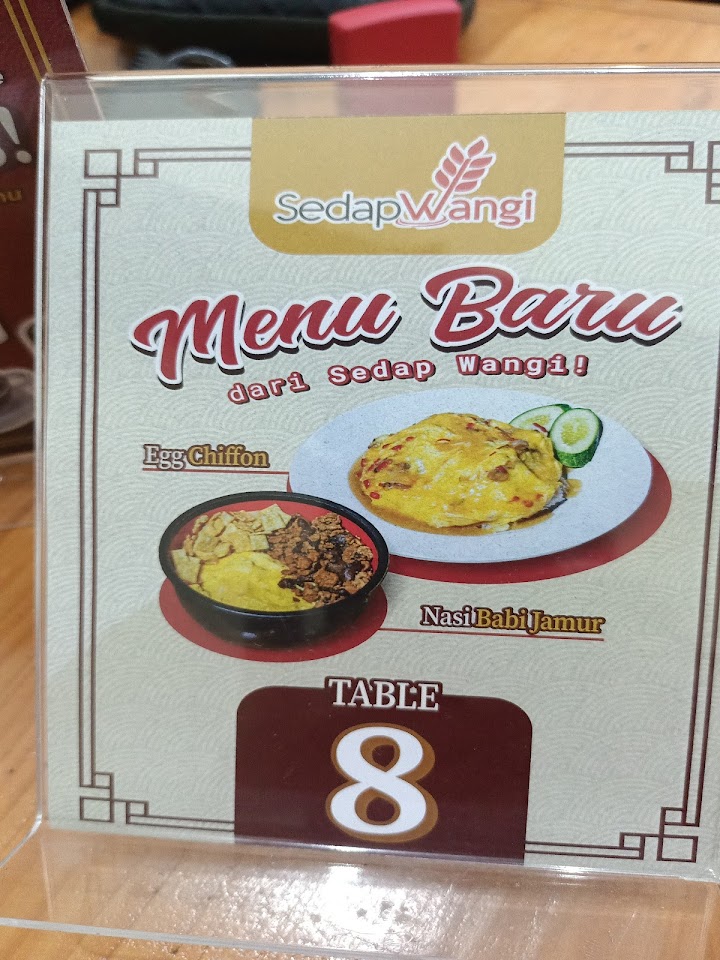 SedapWangi
Menu Baru
dari Sedap Wangi!
Egg Chiffon
Nasi Babi Jamur
TABLE
8